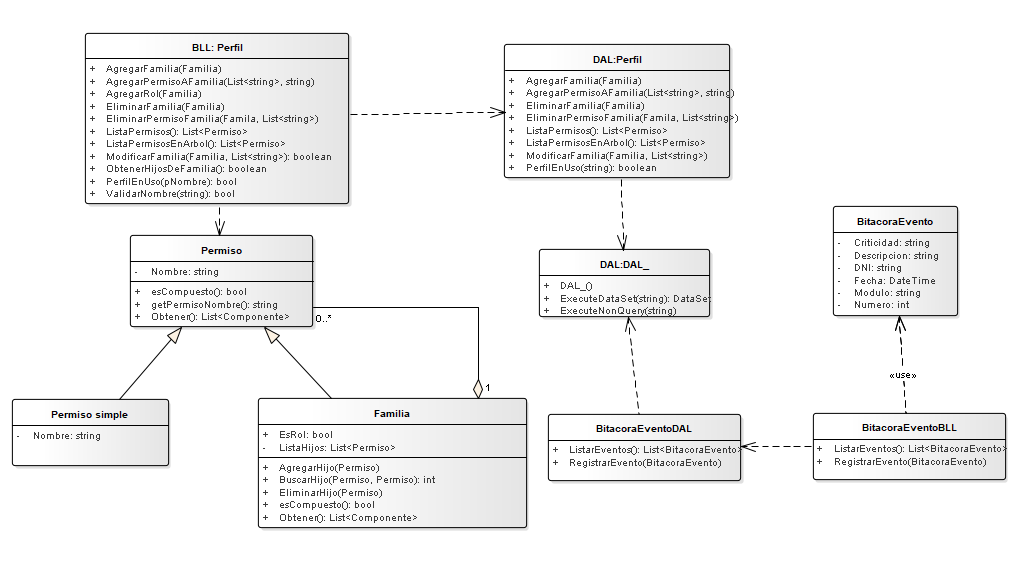 BLL: Perfil
+ AgregarFamilia(Familia)
+ AgregarPermisoAFamilia(List<string>, string)
+ AgregarRol(Familia)
+ EliminarFamilia(Familia)
+ EliminarPermisoFamilia(Famila, List<string>)
+ ListaPermisos(): List<Permiso>
+ ListaPermisosEnArbol(): List<Permiso>
+ ModificarFamilia(Familia, List<string>): boolean
+ ObtenerHijosDeFamilia(): boolean
+ PerfilEnUso(pNombre): bool
+ ValidarNombre(string): bool
DAL:Perfil
+ AgregarFamilia(Familia)
+ AgregarPermisoAFamilia(List<string>, string)
+ EliminarFamilia(Familia)
+ EliminarPermisoFamilia(Famila, List<string>)
+ ListaPermisos(): List<Permiso>
+ ListaPermisosEnArbol(): List<Permiso>
+ ModificarFamilia(Familia, List<string>)
+ PerfilEnUso(string): boolean
Permiso
- Nombre: string
+ esCompuesto(): bool
+ getPermisoNombre(): string
+ Obtener(): List<Componente>
0..*
1
DAL:DAL_
+ DAL_()
+ ExecuteDataSet(string): DataSet
+ ExecuteNonQuery(string)
BitacoraEvento
- Criticidad: string
- Descripcion: string
- DNI: string
- Fecha: DateTime
- Modulo: string
- Numero: int
«use»
Permiso simple
- Nombre: string
Familia
+ EsRol: bool
- ListaHijos: List<Permiso>
+ AgregarHijo(Permiso)
+ BuscarHijo(Permiso, Permiso): int
+ EliminarHijo(Permiso)
+ esCompuesto(): bool
+ Obtener(): List<Componente>
BitacoraEventoDAL
+ ListarEventos(): List<BitacoraEvento>
+ RegistrarEvento(BitacoraEvento)
BitacoraEventoBLL
+ ListarEventos(): List<BitacoraEvento>
+ RegistrarEvento(BitacoraEvento)